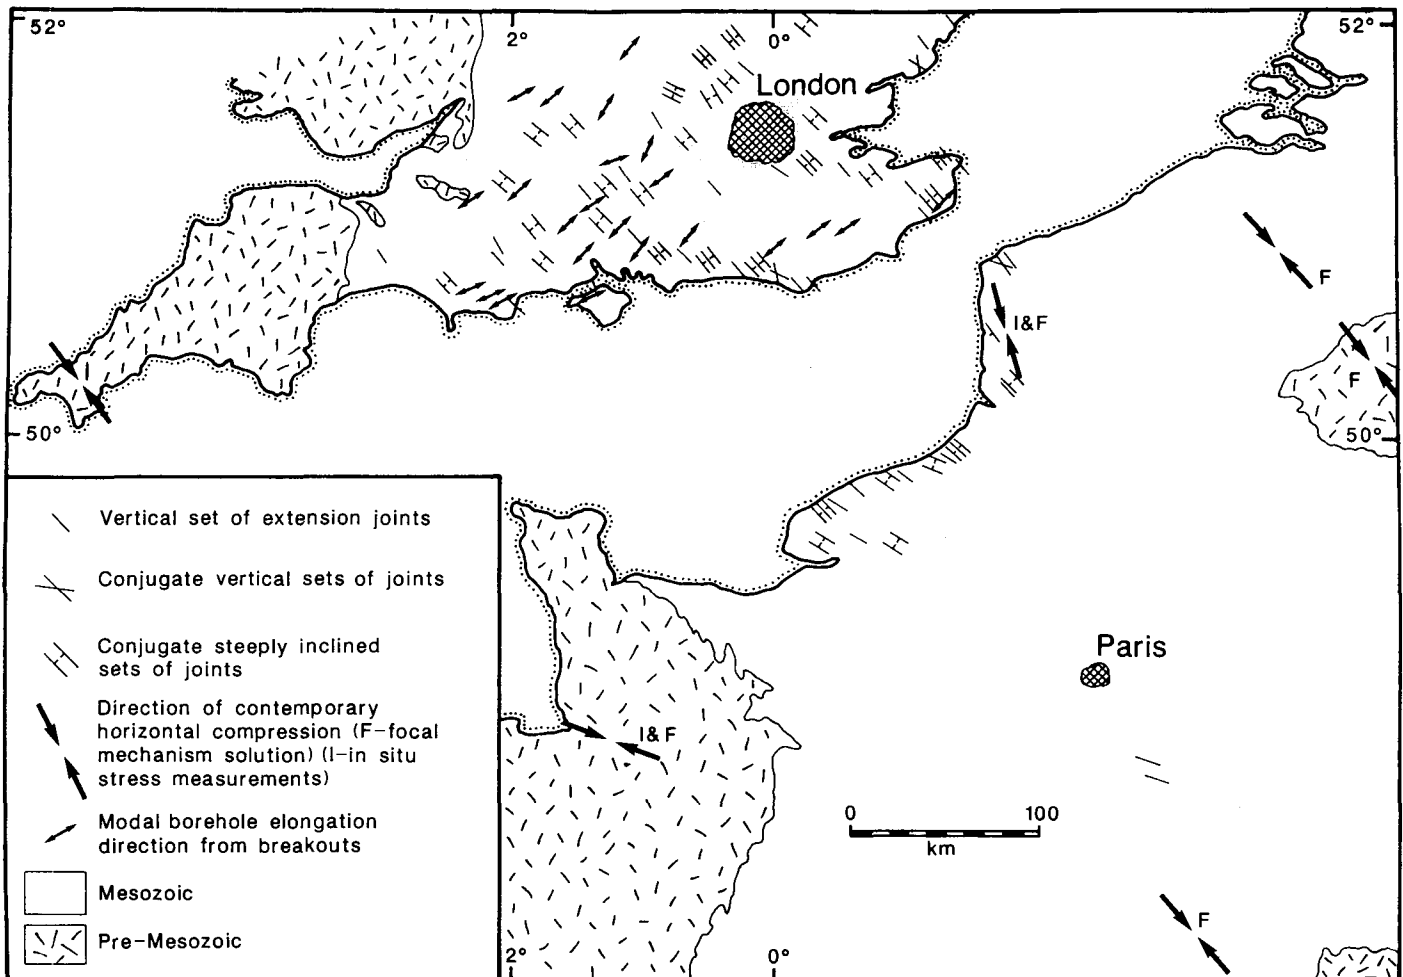 52°
2°
0°
52°
London
F
I&F
F
50°
50°
Vertical set of extension joints
Conjugate vertical sets of joints
Conjugate steeply inclined
sets of joints
Direction of contemporary
horizontal compression (F-focal
mechanism solution) (I-in situ
stress measurements)
Modal borehole elongation
direction from breakouts
Mesozoic
Pre-Mesozoic
Paris
I&F
0
100
km
F
2°
0°